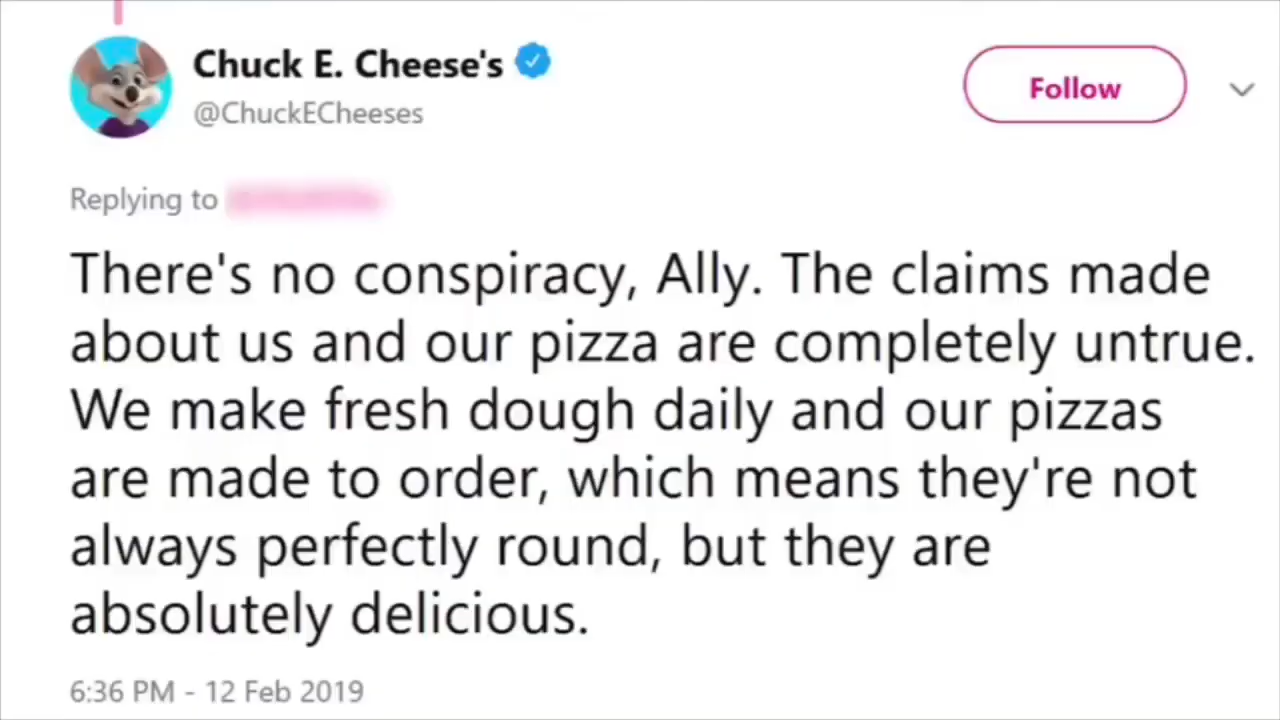 Chuck E. Cheese's
@ChuckECheeses
Follow
Replying to
There's no conspiracy, Ally. The claims made
about us and our pizza are completely untrue.
We make fresh dough daily and our pizzas
are made to order, which means they're not
always perfectly round, but they are
absolutely delicious.
6:36 PM - 12 Feb 2019